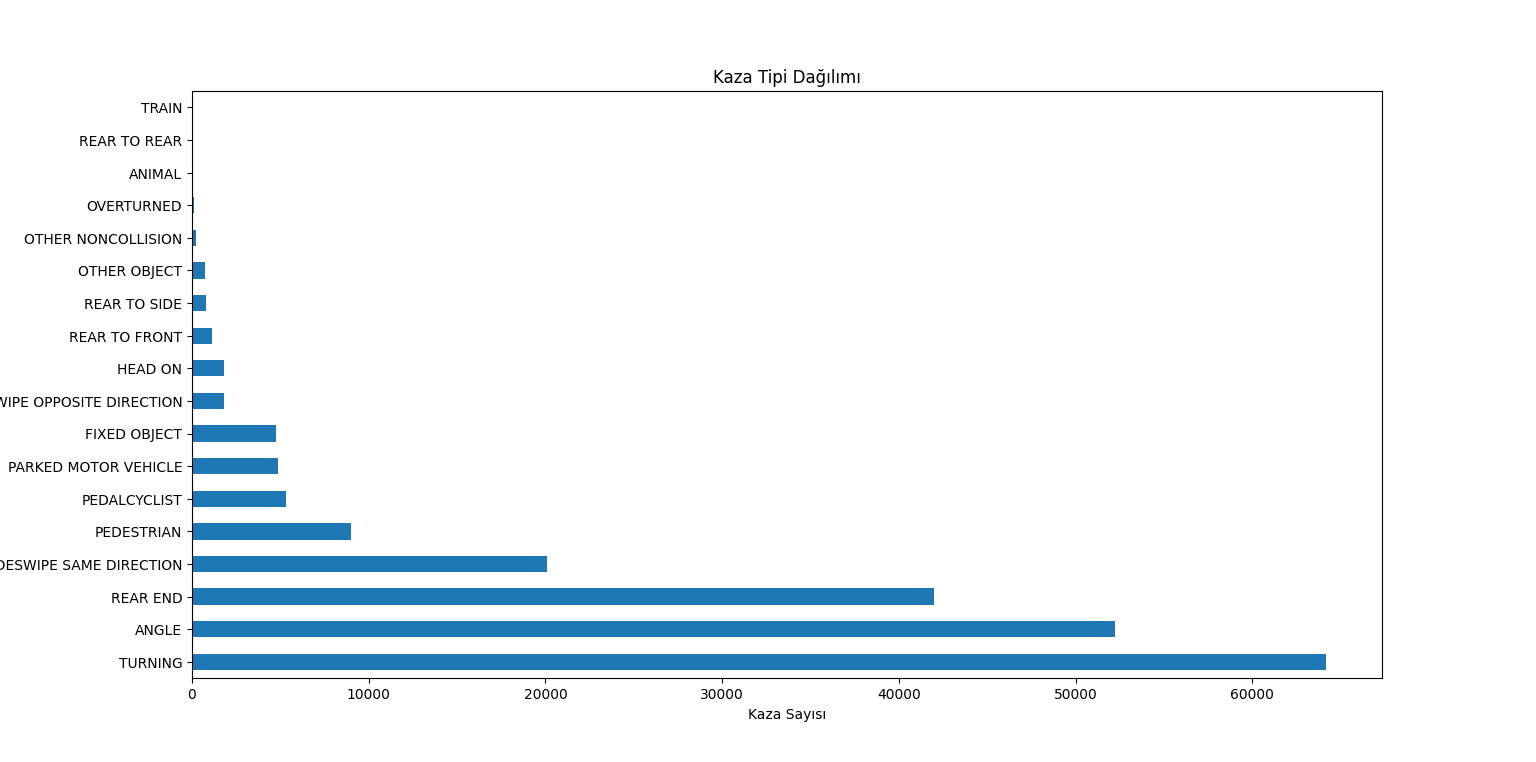 Kaza Tipi Dağılımı
TRAIN
REAR TO REAR
ANIMAL
OVERTURNED
OTHER NONCOLLISION
OTHER OBJECT
REAR TO SIDE
REAR TO FRONT
HEAD ON
OPPOSITE DIRECTION
FIXED OBJECT
PARKED MOTOR VEHICLE
PEDALCYCLIST
PEDESTRIAN
SAME DIRECTION
REAR END
ANGLE
TURNING
0 10000 20000 30000 40000 50000 60000
Kaza Sayısı